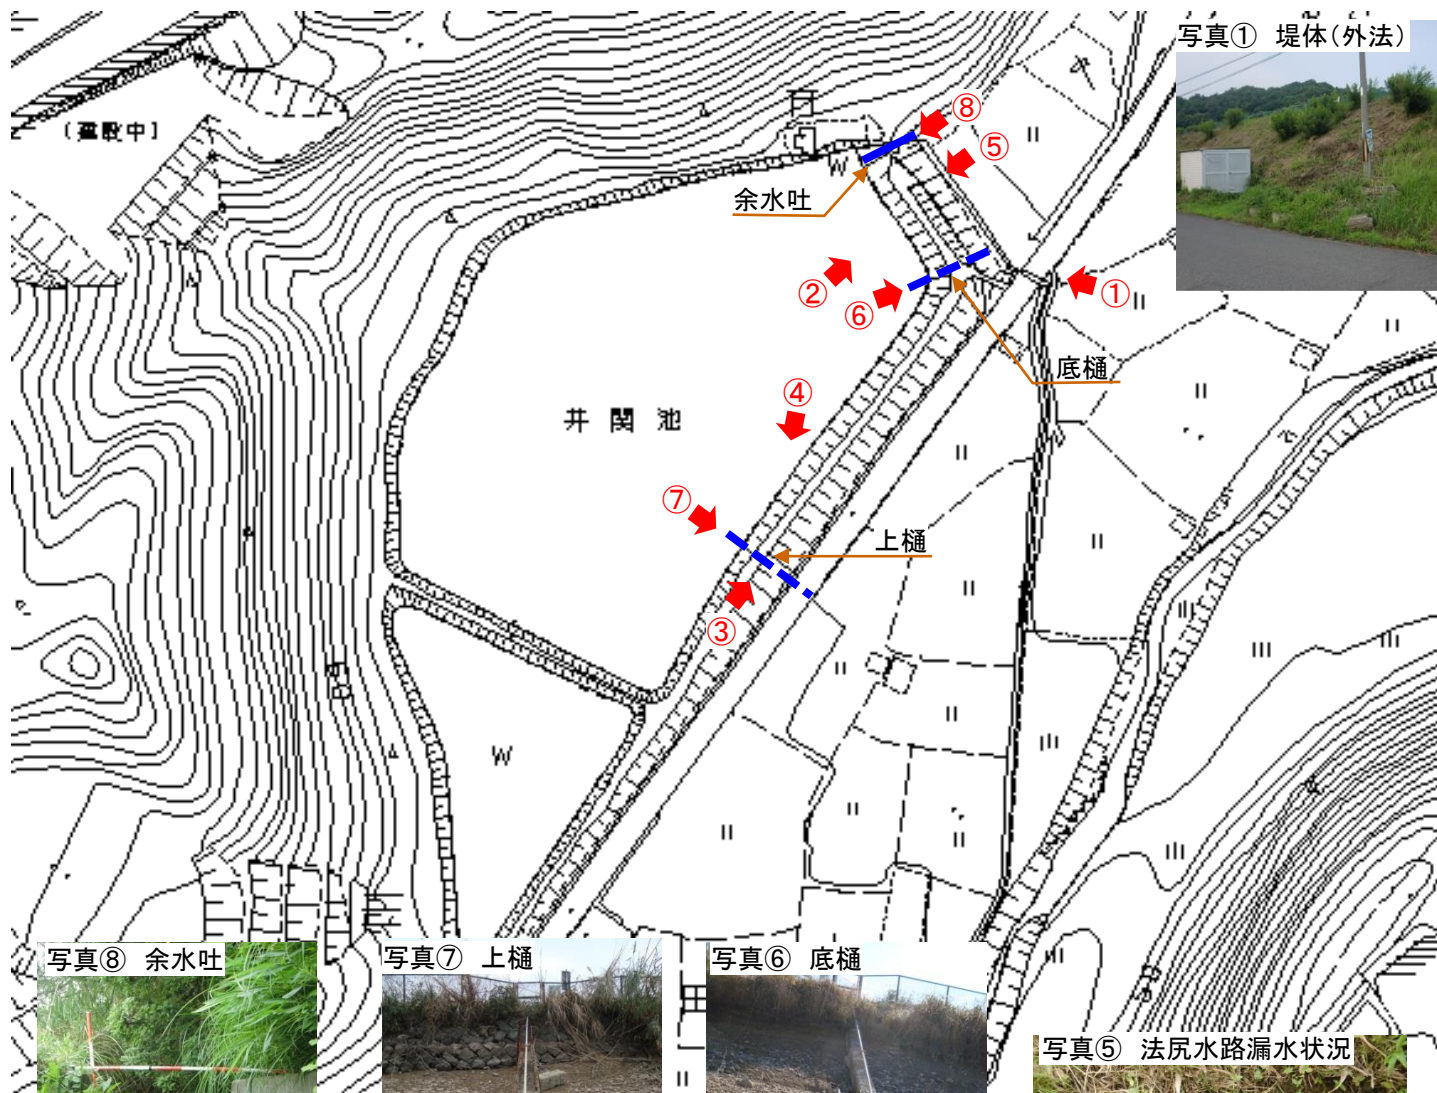 写真① 堤体(外法)
(建設中)
⑧
⑤
W
余水吐
②
⑥
①
底樋
④
井関池
⑦
上樋
③
W
写真⑧ 余水吐
写真⑦ 上樋
写真⑥ 底樋
写真⑤ 法尻水路漏水状況